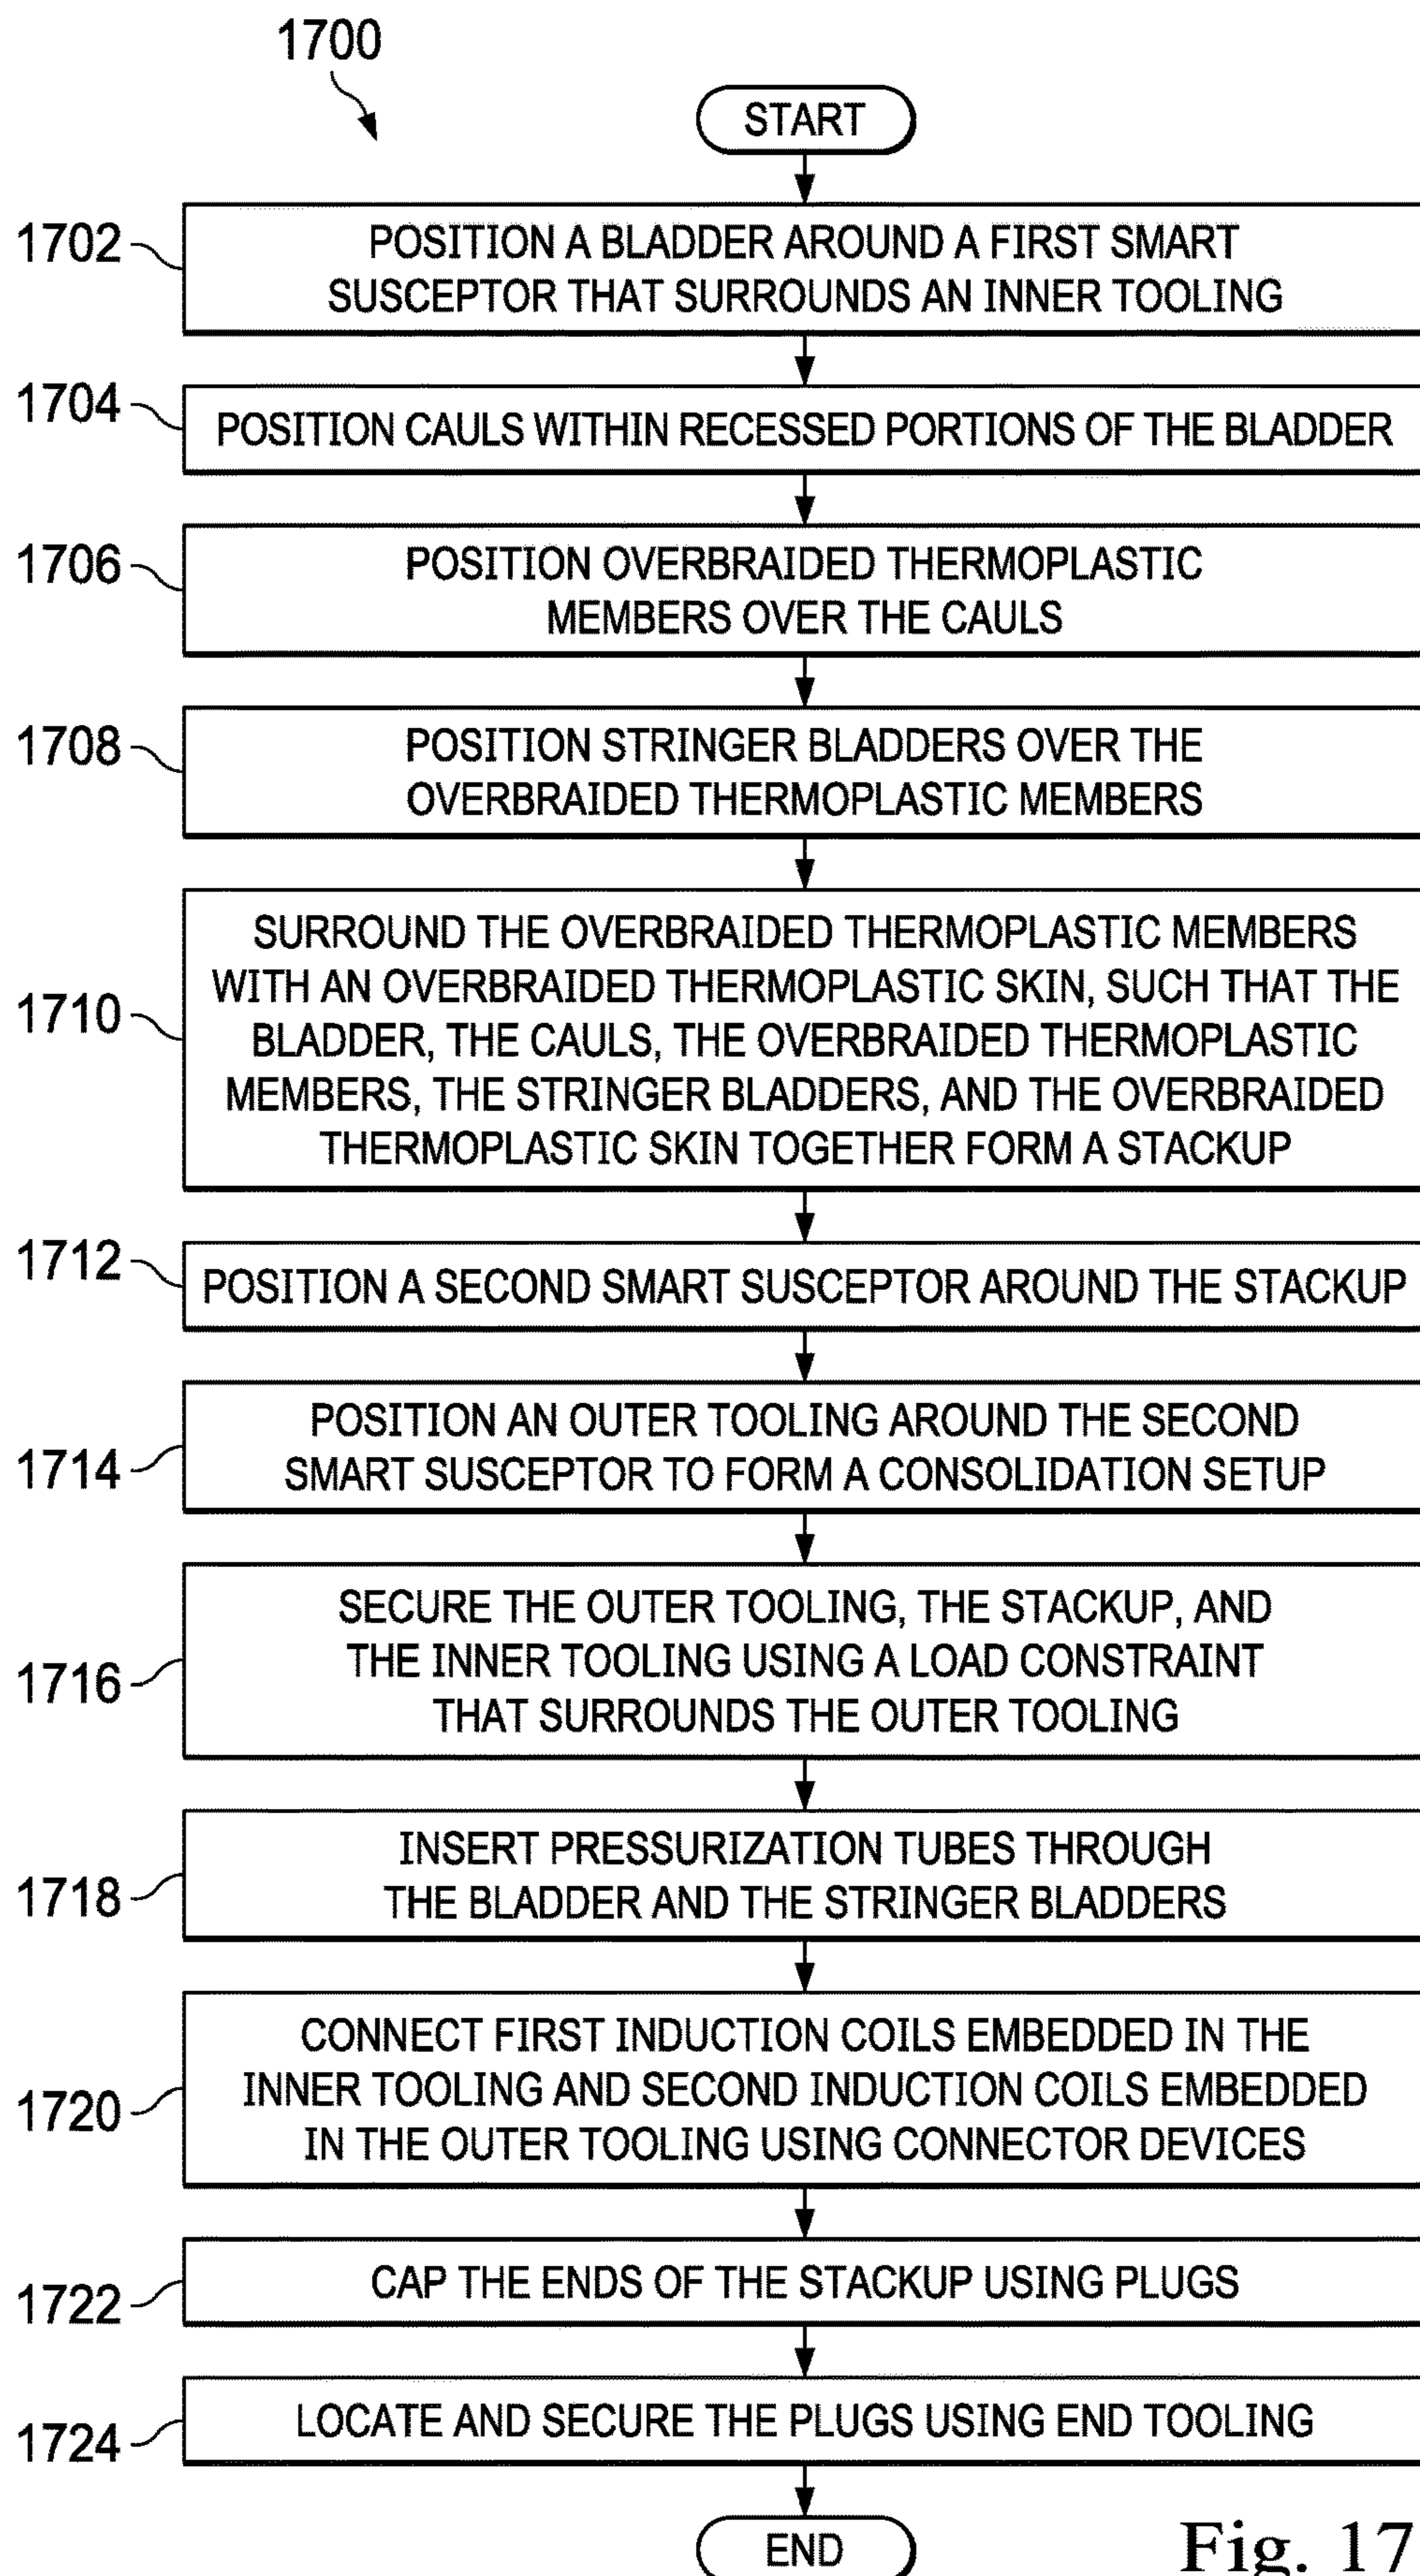 1700
START
1702
POSITION A BLADDER AROUND A FIRST SMART
SUSCEPTOR THAT SURROUNDS AN INNER TOOLING
1704
POSITION CAULS WITHIN RECESSED PORTIONS OF THE BLADDER
1706
POSITION OVERBRAIDED THERMOPLASTIC
MEMBERS OVER THE CAULS
1708
POSITION STRINGER BLADDERS OVER THE
OVERBRAIDED THERMOPLASTIC MEMBERS
1710
SURROUND THE OVERBRAIDED THERMOPLASTIC MEMBERS
WITH AN OVERBRAIDED THERMOPLASTIC SKIN, SUCH THAT THE
BLADDER, THE CAULS, THE OVERBRAIDED THERMOPLASTIC
MEMBERS, THE STRINGER BLADDERS, AND THE OVERBRAIDED
THERMOPLASTIC SKIN TOGETHER FORM A STACKUP
1712
POSITION A SECOND SMART SUSCEPTOR AROUND THE STACKUP
1714
POSITION AN OUTER TOOLING AROUND THE SECOND
SMART SUSCEPTOR TO FORM A CONSOLIDATION SETUP
1716
SECURE THE OUTER TOOLING, THE STACKUP, AND
THE INNER TOOLING USING A LOAD CONSTRAINT
THAT SURROUNDS THE OUTER TOOLING
1718
INSERT PRESSURIZATION TUBES THROUGH
THE BLADDER AND THE STRINGER BLADDERS
1720
CONNECT FIRST INDUCTION COILS EMBEDDED IN THE
INNER TOOLING AND SECOND INDUCTION COILS EMBEDDED
IN THE OUTER TOOLING USING CONNECTOR DEVICES
1722
CAP THE ENDS OF THE STACKUP USING PLUGS
1724
LOCATE AND SECURE THE PLUGS USING END TOOLING
END
Fig. 17